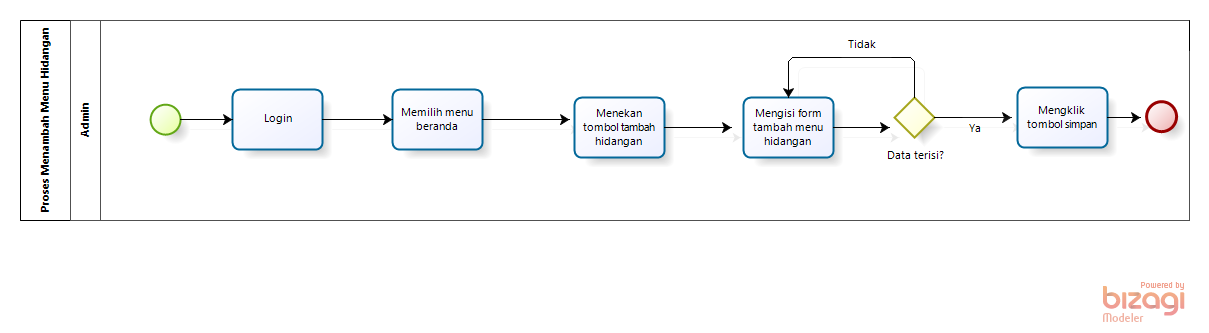 Proses Menambah Menu Hidangan
Admin
Login
Memilih menu
beranda
Menekan
tombol tambah
hidangan
Mengisi form
tambah menu
hidangan
Tidak
Data terisi?
Ya
Mengklik
tombol simpan
Powered by
bizagi
Modeler